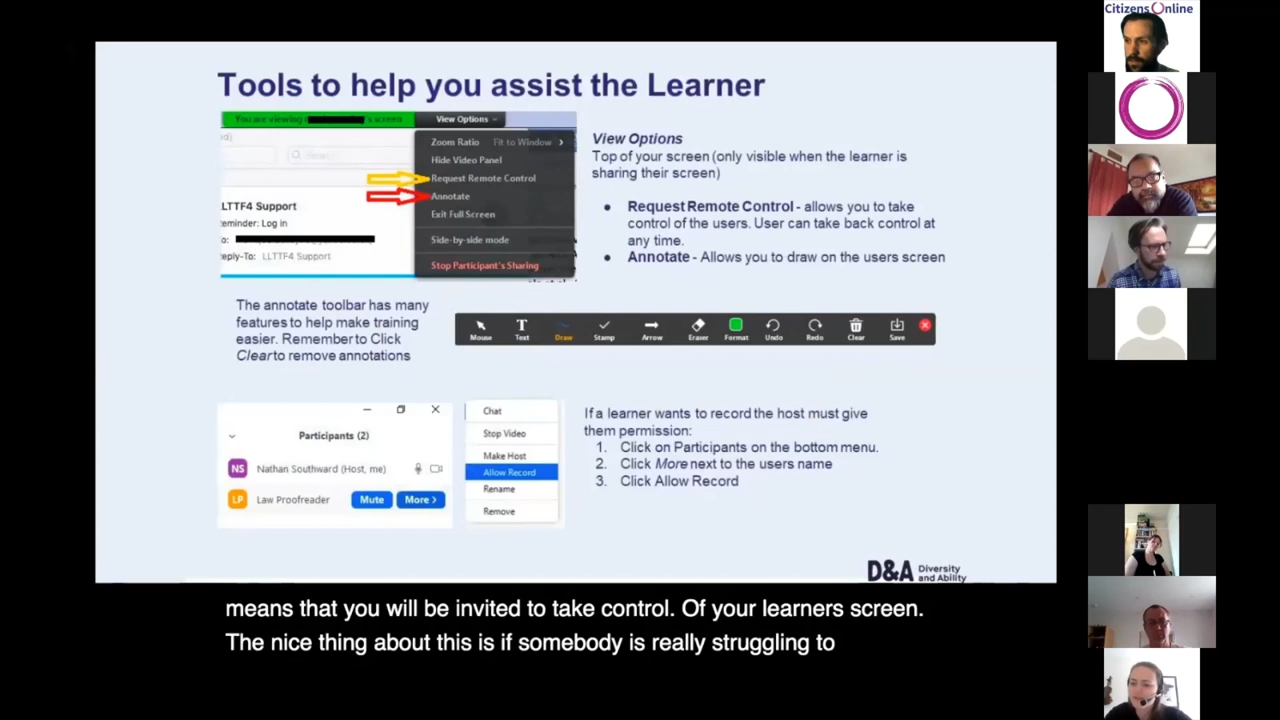 Citizens Online
Tools to help you assist the Learner
You are viewing
's screen
View Options
Zoom Ratio Fit to Window
Hide Video Panel
Request Remote Control
Annotate
Exit Full Screen
Side-by-side mode
Stop Participant's Sharing
LTTF4 Support
eminder: Log in
eply-To: LLTTF4 Support
View Options
Top of your screen (only visible when the learner is
sharing their screen)
● Request Remote Control - allows you to take
control of the users. User can take back control at
any time.
● Annotate - Allows you to draw on the users screen
The annotate toolbar has many
features to help make training
easier. Remember to Click
Clear to remove annotations
Mouse Text Draw Stamp Arrow Eraser Format Undo Redo Clear Save
Participants (2)
NS Nathan Southward (Host, me)
LP Law Proofreader Mute More >
Chat
Stop Video
Make Host
Allow Record
Rename
Remove
If a learner wants to record the host must give
them permission:
1. Click on Participants on the bottom menu.
2. Click More next to the users name
3. Click Allow Record
D&A Diversity
and Ability
means that you will be invited to take control. Of your learners screen.
The nice thing about this is if somebody is really struggling to